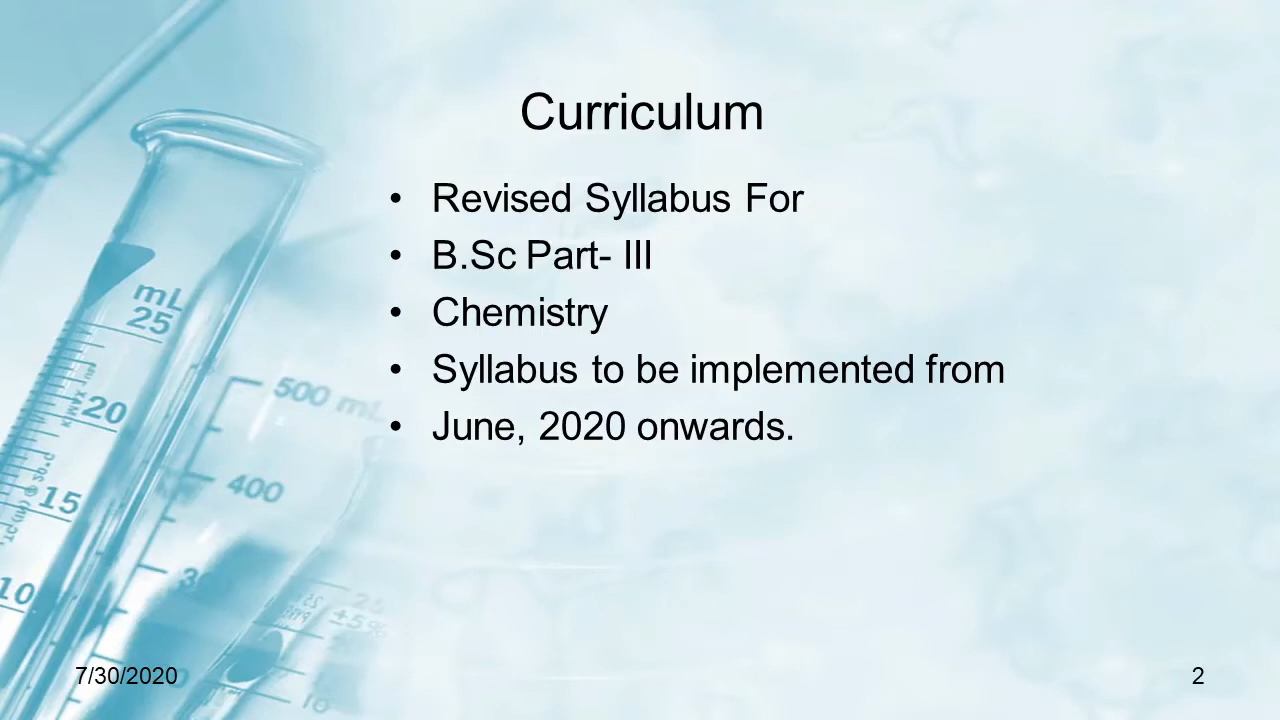 Curriculum
• Revised Syllabus For
• B.Sc Part- III
• Chemistry
• Syllabus to be implemented from
• June, 2020 onwards.
mL
25
20
15
10
500 mL
400
7/30/2020
2